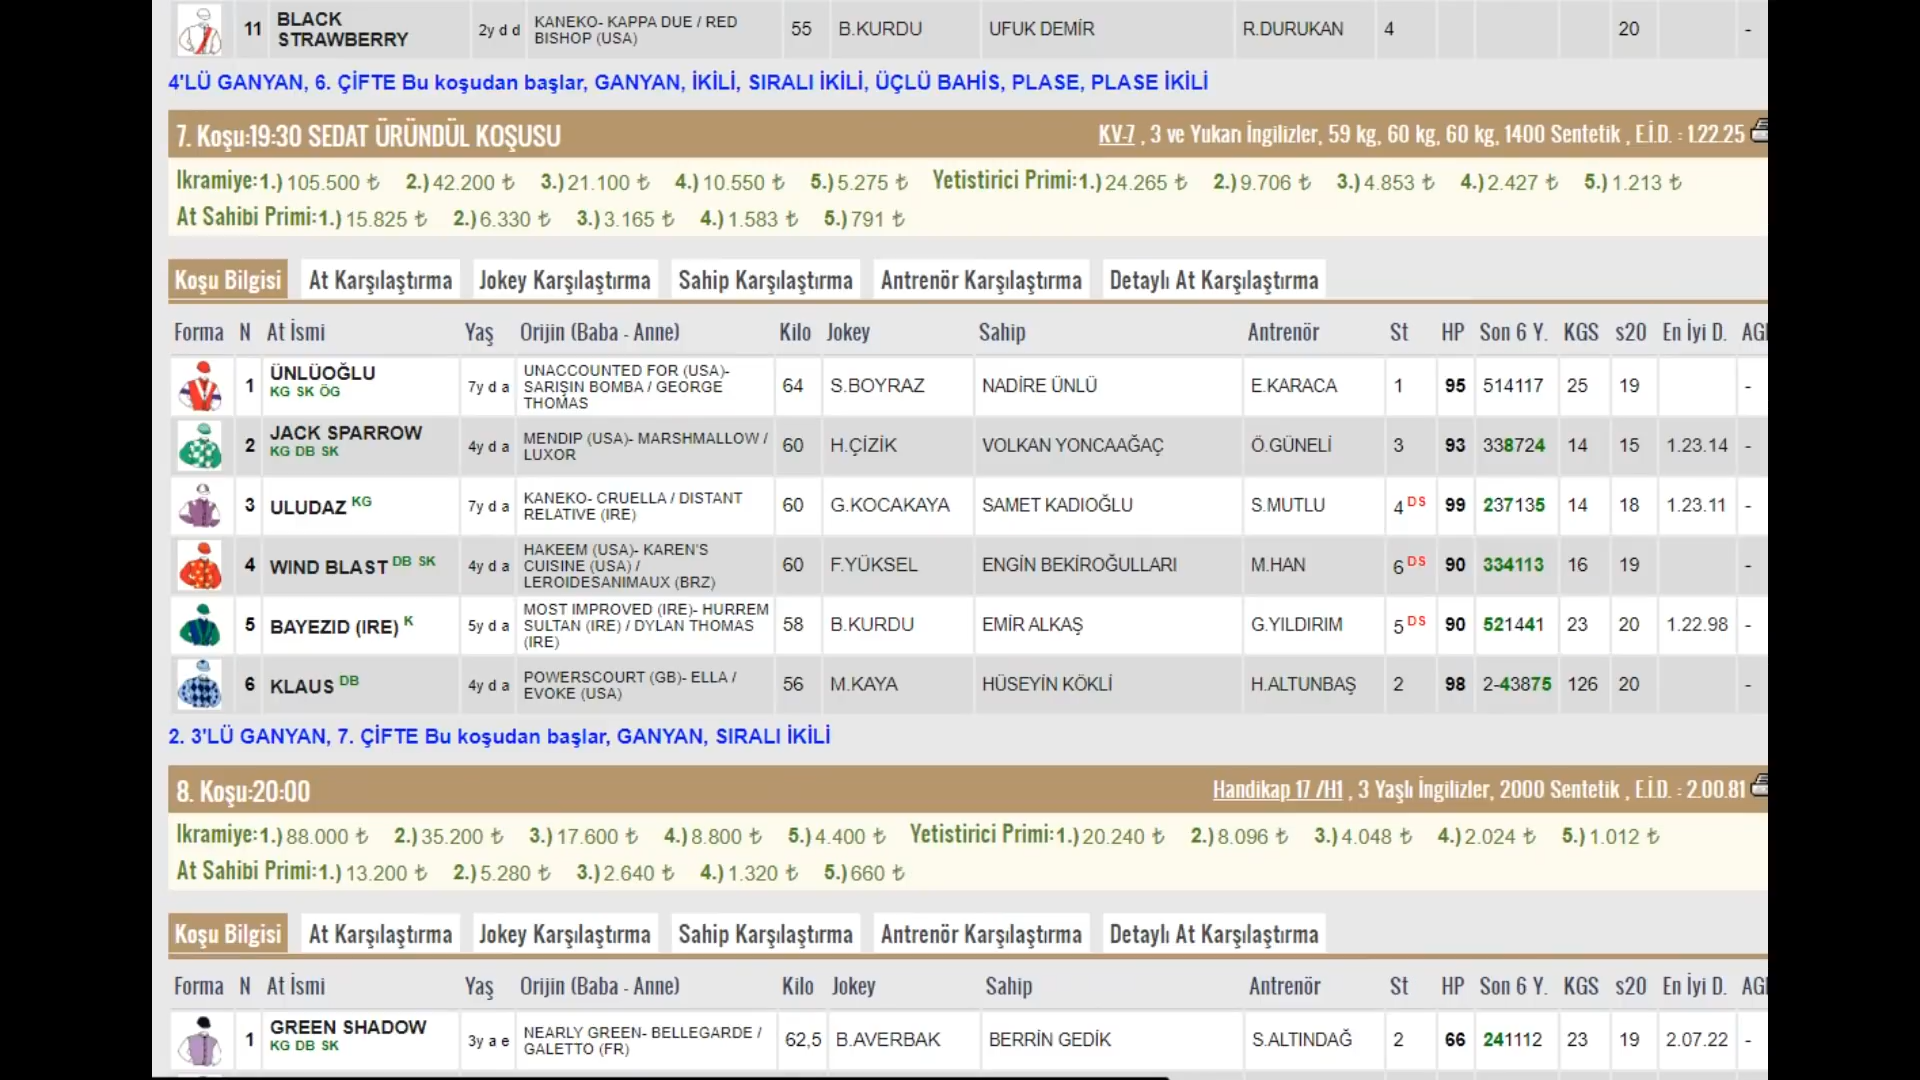 11 BLACK STRAWBERRY 2y d d KANEKO- KAPPA DUE / RED BISHOP (USA) 55 B.KURDU UFUK DEMİR R.DURUKAN 4 20 -
4'LÜ GANYAN, 6. ÇİFTE Bu koşudan başlar, GANYAN, İKİLİ, SIRALI İKİLİ, ÜÇLÜ BAHİS, PLASE, PLASE İKİLİ
7. Koşu:19:30 SEDAT ÜRÜNDÜL KOŞUSU KV-7 , 3 ve Yukarı İngilizler, 59 kg, 60 kg, 60 kg, 1400 Sentetik , E.İ.D. : 1.22.25
Ikramiye:1.) 105.500 ₺ 2.) 42.200 ₺ 3.) 21.100 ₺ 4.) 10.550 ₺ 5.) 5.275 ₺ Yetistirici Primi:1.) 24.265 ₺ 2.) 9.706 ₺ 3.) 4.853 ₺ 4.) 2.427 ₺ 5.) 1.213 ₺
At Sahibi Primi:1.) 15.825 ₺ 2.) 6.330 ₺ 3.) 3.165 ₺ 4.) 1.583 ₺ 5.) 791 ₺
Koşu Bilgisi At Karşılaştırma Jokey Karşılaştırma Sahip Karşılaştırma Antrenör Karşılaştırma Detaylı At Karşılaştırma
Forma N At İsmi Yaş Orijin (Baba - Anne) Kilo Jokey Sahip Antrenör St HP Son 6 Y. KGS s20 En İyi D.
1 ÜNLÜOĞLU KG SK ÖG 7y d a UNACCOUNTED FOR (USA)- SARIŞIN BOMBA / GEORGE THOMAS 64 S.BOYRAZ NADİRE ÜNLÜ E.KARACA 1 95 514117 25 19 -
2 JACK SPARROW KG DB SK 4y d a MENDIP (USA)- MARSHMALLOW / LUXOR 60 H.ÇİZİK VOLKAN YONCAAĞAÇ Ö.GÜNELİ 3 93 338724 14 15 1.23.14 -
3 ULUDAZ KG 7y d a KANEKO- CRUELLA / DISTANT RELATIVE (IRE) 60 G.KOCAKAYA SAMET KADIOĞLU S.MUTLU 4 DS 99 237135 14 18 1.23.11 -
4 WIND BLAST DB SK 4y d a HAKEEM (USA)- KAREN'S CUISINE (USA) / LEROIDESANIMAUX (BRZ) 60 F.YÜKSEL ENGİN BEKİROĞULLARI M.HAN 6 DS 90 334113 16 19 -
5 BAYEZID (IRE) K 5y d a MOST IMPROVED (IRE)- HURREM SULTAN (IRE) / DYLAN THOMAS (IRE) 58 B.KURDU EMİR ALKAŞ G.YILDIRIM 5 DS 90 521441 23 20 1.22.98 -
6 KLAUS DB 4y d a POWERSCOURT (GB)- ELLA / EVOKE (USA) 56 M.KAYA HÜSEYİN KÖKLİ H.ALTUNBAŞ 2 98 2-43875 126 20 -
2. 3'LÜ GANYAN, 7. ÇİFTE Bu koşudan başlar, GANYAN, SIRALI İKİLİ
8. Koşu:20:00 Handikap 17 /H1 , 3 Yaşlı İngilizler, 2000 Sentetik , E.İ.D. : 2.00.81
Ikramiye:1.) 88.000 ₺ 2.) 35.200 ₺ 3.) 17.600 ₺ 4.) 8.800 ₺ 5.) 4.400 ₺ Yetistirici Primi:1.) 20.240 ₺ 2.) 8.096 ₺ 3.) 4.048 ₺ 4.) 2.024 ₺ 5.) 1.012 ₺
At Sahibi Primi:1.) 13.200 ₺ 2.) 5.280 ₺ 3.) 2.640 ₺ 4.) 1.320 ₺ 5.) 660 ₺
Koşu Bilgisi At Karşılaştırma Jokey Karşılaştırma Sahip Karşılaştırma Antrenör Karşılaştırma Detaylı At Karşılaştırma
Forma N At İsmi Yaş Orijin (Baba - Anne) Kilo Jokey Sahip Antrenör St HP Son 6 Y. KGS s20 En İyi D.
1 GREEN SHADOW KG DB SK 3y a e NEARLY GREEN- BELLEGARDE / GALETTO (FR) 62,5 B.AVERBAK BERRİN GEDİK S.ALTINDAĞ 2 66 241112 23 19 2.07.22 -